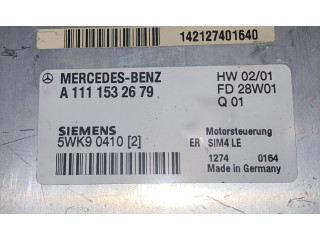 142127401640
MERCEDES-BENZ
A 111 153 26 79
HW 02/01
FD 28W01
Q 01
SIEMENS
5WK9 0410 [2]
Motorsteuerung
ER SIM4 LE
1274 0164
Made in Germany